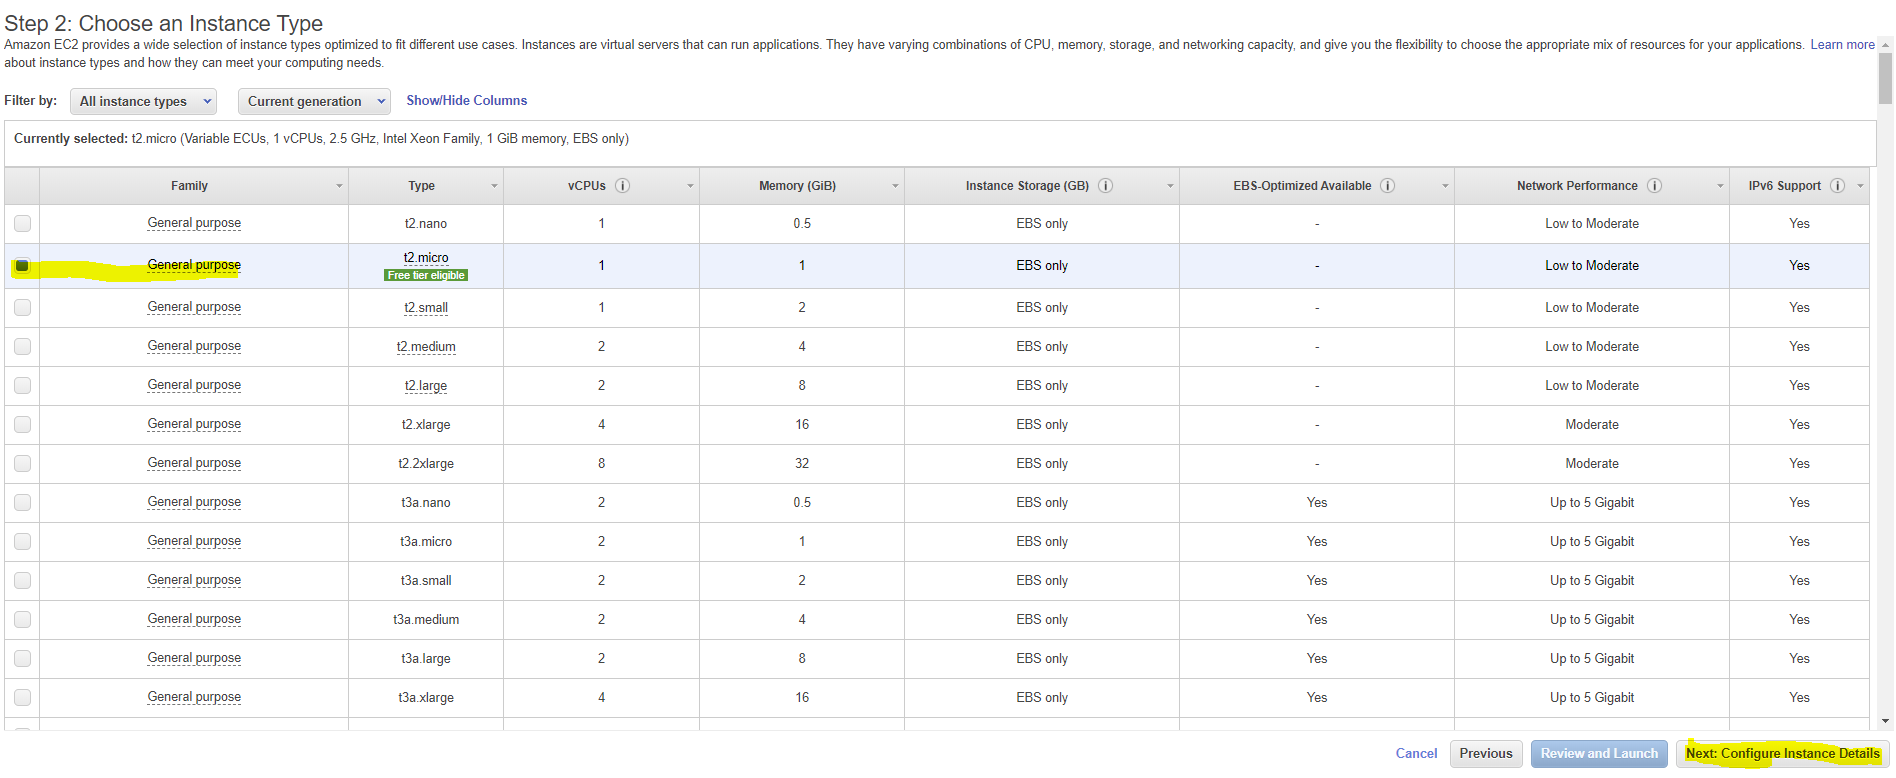 Step 2: Choose an Instance Type
Amazon EC2 provides a wide selection of instance types optimized to fit different use cases. Instances are virtual servers that can run applications. They have varying combinations of CPU, memory, storage, and networking capacity, and give you the flexibility to choose the appropriate mix of resources for your applications. Learn more
about instance types and how they can meet your computing needs.
Filter by: All instance types Current generation Show/Hide Columns
Currently selected: t2.micro (Variable ECUs, 1 vCPUs, 2.5 GHz, Intel Xeon Family, 1 GiB memory, EBS only)
Family Type vCPUs i Memory (GiB) Instance Storage (GB) i EBS-Optimized Available i Network Performance i IPv6 Support i
General purpose t2.nano 1 0.5 EBS only - Low to Moderate Yes
General purpose t2.micro 1 1 EBS only - Low to Moderate Yes
Free tier eligible
General purpose t2.small 1 2 EBS only - Low to Moderate Yes
General purpose t2.medium 2 4 EBS only - Low to Moderate Yes
General purpose t2.large 2 8 EBS only - Low to Moderate Yes
General purpose t2.xlarge 4 16 EBS only - Moderate Yes
General purpose t2.2xlarge 8 32 EBS only - Moderate Yes
General purpose t3a.nano 2 0.5 EBS only Yes Up to 5 Gigabit Yes
General purpose t3a.micro 2 1 EBS only Yes Up to 5 Gigabit Yes
General purpose t3a.small 2 2 EBS only Yes Up to 5 Gigabit Yes
General purpose t3a.medium 2 4 EBS only Yes Up to 5 Gigabit Yes
General purpose t3a.large 2 8 EBS only Yes Up to 5 Gigabit Yes
General purpose t3a.xlarge 4 16 EBS only Yes Up to 5 Gigabit Yes
Cancel Previous Review and Launch Next: Configure Instance Details